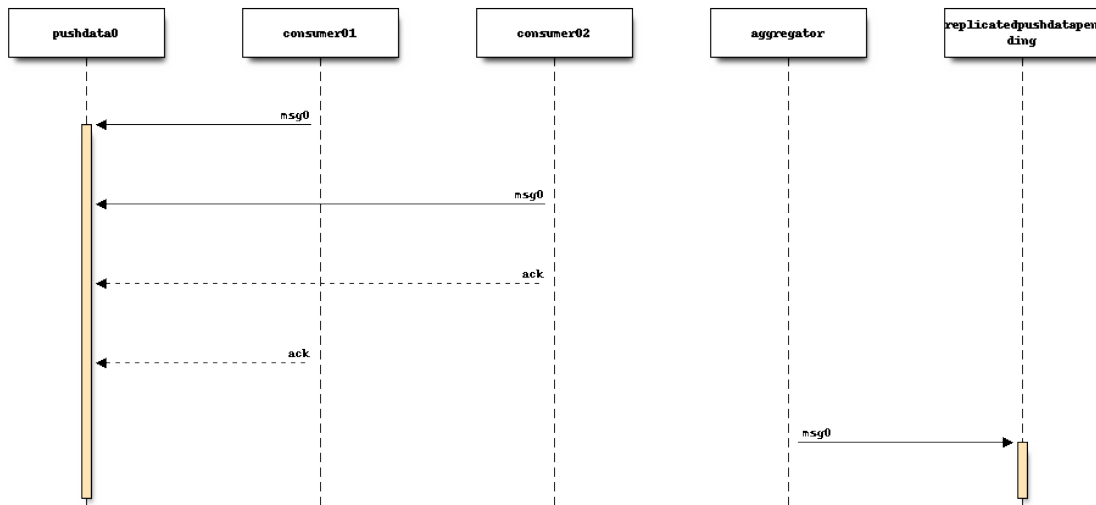 pushdata0
consumer01
consumer02
aggregator
replicatedpushdatapen
ding
msg0
msg0
ack
ack
msg0